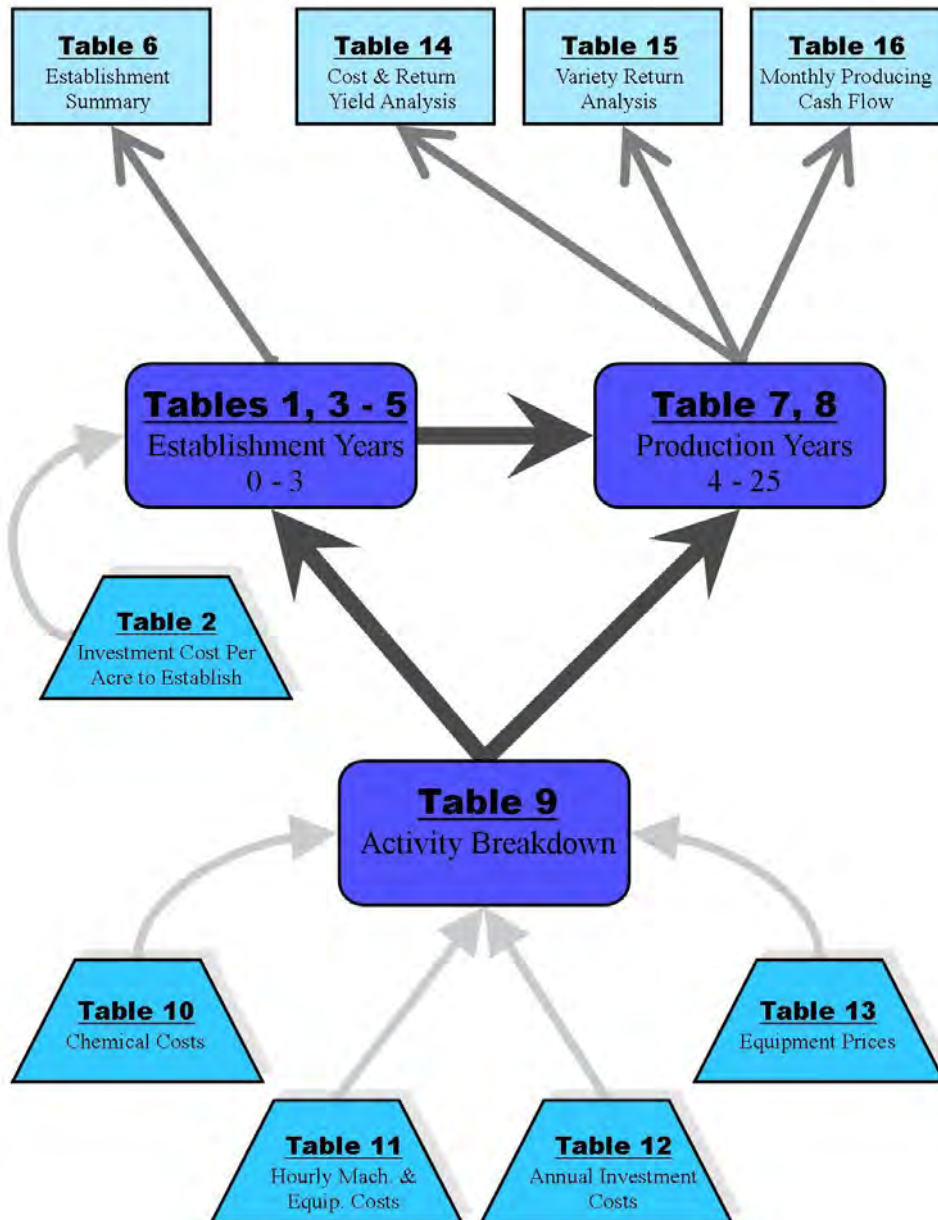 Table 6
Establishment
Summary
Table 14
Cost & Return
Yield Analysis
Table 15
Variety Return
Analysis
Table 16
Monthly Producing
Cash Flow
Tables 1, 3 - 5
Establishment Years
0 - 3
Table 7, 8
Production Years
4 - 25
Table 2
Investment Cost Per
Acre to Establish
Table 9
Activity Breakdown
Table 10
Chemical Costs
Table 13
Equipment Prices
Table 11
Hourly Mach. &
Equip. Costs
Table 12
Annual Investment
Costs